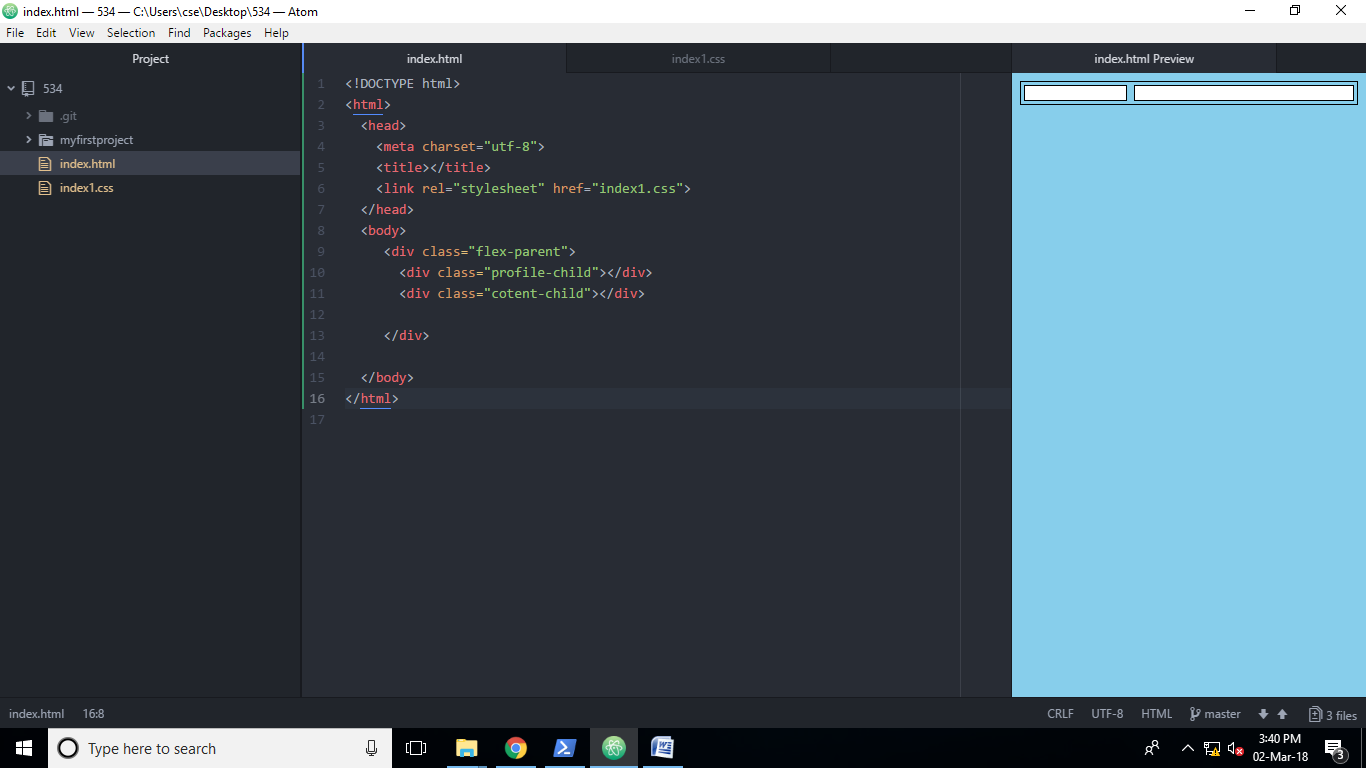 index.html — 534 — C:\Users\cse\Desktop\534 — Atom
File Edit View Selection Find Packages Help
Project
534
.git
myfirstproject
index.html
index1.css
index.html index1.css
1 <!DOCTYPE html>
2 <html>
3 <head>
4 <meta charset="utf-8">
5 <title></title>
6 <link rel="stylesheet" href="index1.css">
7 </head>
8 <body>
9 <div class="flex-parent">
10 <div class="profile-child"></div>
11 <div class="cotent-child"></div>
12
13 </div>
14
15 </body>
16 </html>
17
index.html Preview
index.html 16:8 CRLF UTF-8 HTML master 3 files
Type here to search
W
3:40 PM
02-Mar-18
3